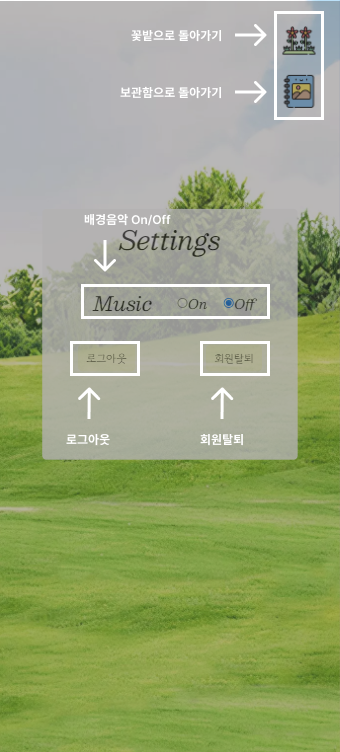 꽃밭으로 돌아가기
보관함으로 돌아가기
배경음악 On/Off
Settings
Music On Off
로그아웃 회원탈퇴
로그아웃 회원탈퇴